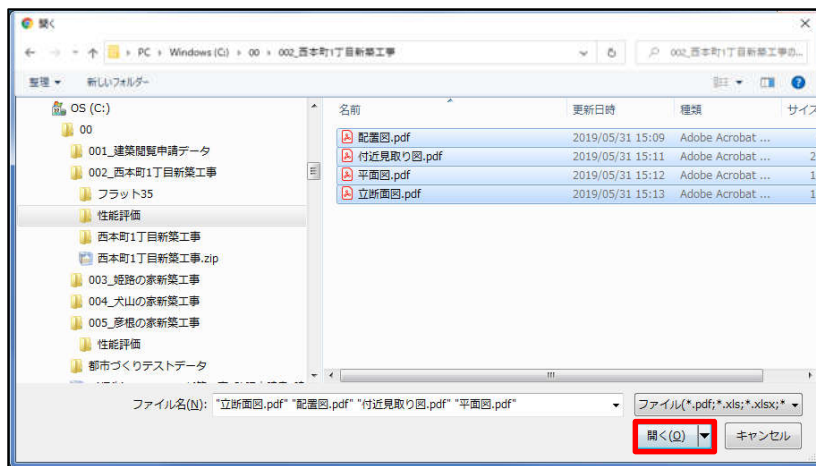 開く
PC › Windows (C:) › 00 › 002_西本町1丁目新築工事
002_西本町1丁目新築工事の...
整理 新しいフォルダー
名前 更新日時 種類 サイズ
OS (C:)
00
001_建築閲覧申請データ
002_西本町1丁目新築工事
フラット35
性能評価
西本町1丁目新築工事
西本町1丁目新築工事.zip
003_姫路の家新築工事
004_犬山の家新築工事
005_彦根の家新築工事
性能評価
都市づくりテストデータ
配置図.pdf 2019/05/31 15:09 Adobe Acrobat ...
付近見取り図.pdf 2019/05/31 15:11 Adobe Acrobat ... 2
平面図.pdf 2019/05/31 15:12 Adobe Acrobat ... 1
立断面図.pdf 2019/05/31 15:13 Adobe Acrobat ... 1
ファイル名(N): "立断面図.pdf" "配置図.pdf" "付近見取り図.pdf" "平面図.pdf"
ファイル(*.pdf;*.xls;*.xlsx;*
開く(O) キャンセル